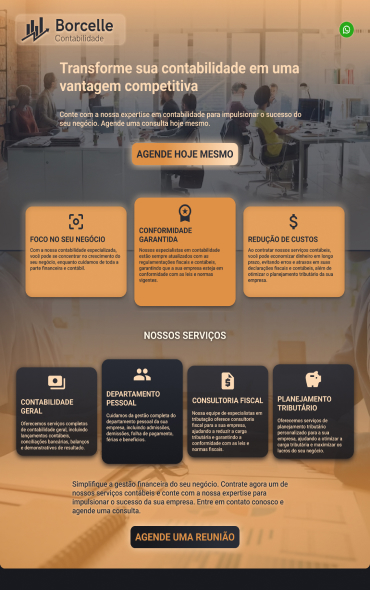 Borcelle
Contabilidade
Transforme sua contabilidade em uma
vantagem competitiva
Conte com a nossa expertise em contabilidade para impulsionar o sucesso do
seu negócio. Agende uma consulta hoje mesmo.
AGENDE HOJE MESMO
FOCO NO SEU NEGÓCIO
Com a nossa contabilidade especializada,
você pode se concentrar no crescimento do
seu negócio, enquanto cuidamos de toda a
parte financeira e contábil.
CONFORMIDADE
GARANTIDA
Nossos especialistas em contabilidade
estão sempre atualizados com as
regulamentações fiscais e contábeis,
garantindo que a sua empresa esteja em
conformidade com as leis e normas
vigentes.
REDUÇÃO DE CUSTOS
Ao contratar nossos serviços contábeis,
você pode economizar dinheiro em longo
prazo, evitando erros e atrasos em suas
declarações fiscais e contábeis, além de
otimizar o planejamento tributário da sua
empresa.
NOSSOS SERVIÇOS
CONTABILIDADE
GERAL
Oferecemos serviços completos
de contabilidade geral, incluindo
lançamentos contábeis,
conciliações bancárias, balanços
e demonstrativos de resultado.
DEPARTAMENTO
PESSOAL
Cuidamos da gestão completa do
departamento pessoal da sua
empresa, incluindo admissões,
demissões, folha de pagamento,
férias e benefícios.
CONSULTORIA FISCAL
Nossa equipe de especialistas em
tributação oferece consultoria
fiscal para a sua empresa,
ajudando a reduzir a carga
tributária e garantindo a
conformidade com as leis e
normas fiscais.
PLANEJAMENTO
TRIBUTÁRIO
Oferecemos serviços de
planejamento tributário
personalizado para a sua
empresa, ajudando a otimizar a
carga tributária e maximizar os
lucros do seu negócio.
Simplifique a gestão financeira do seu negócio. Contrate agora um de
nossos serviços contábeis e conte com a nossa expertise para
impulsionar o sucesso da sua empresa. Entre em contato conosco e
agende uma consulta.
AGENDE UMA REUNIÃO